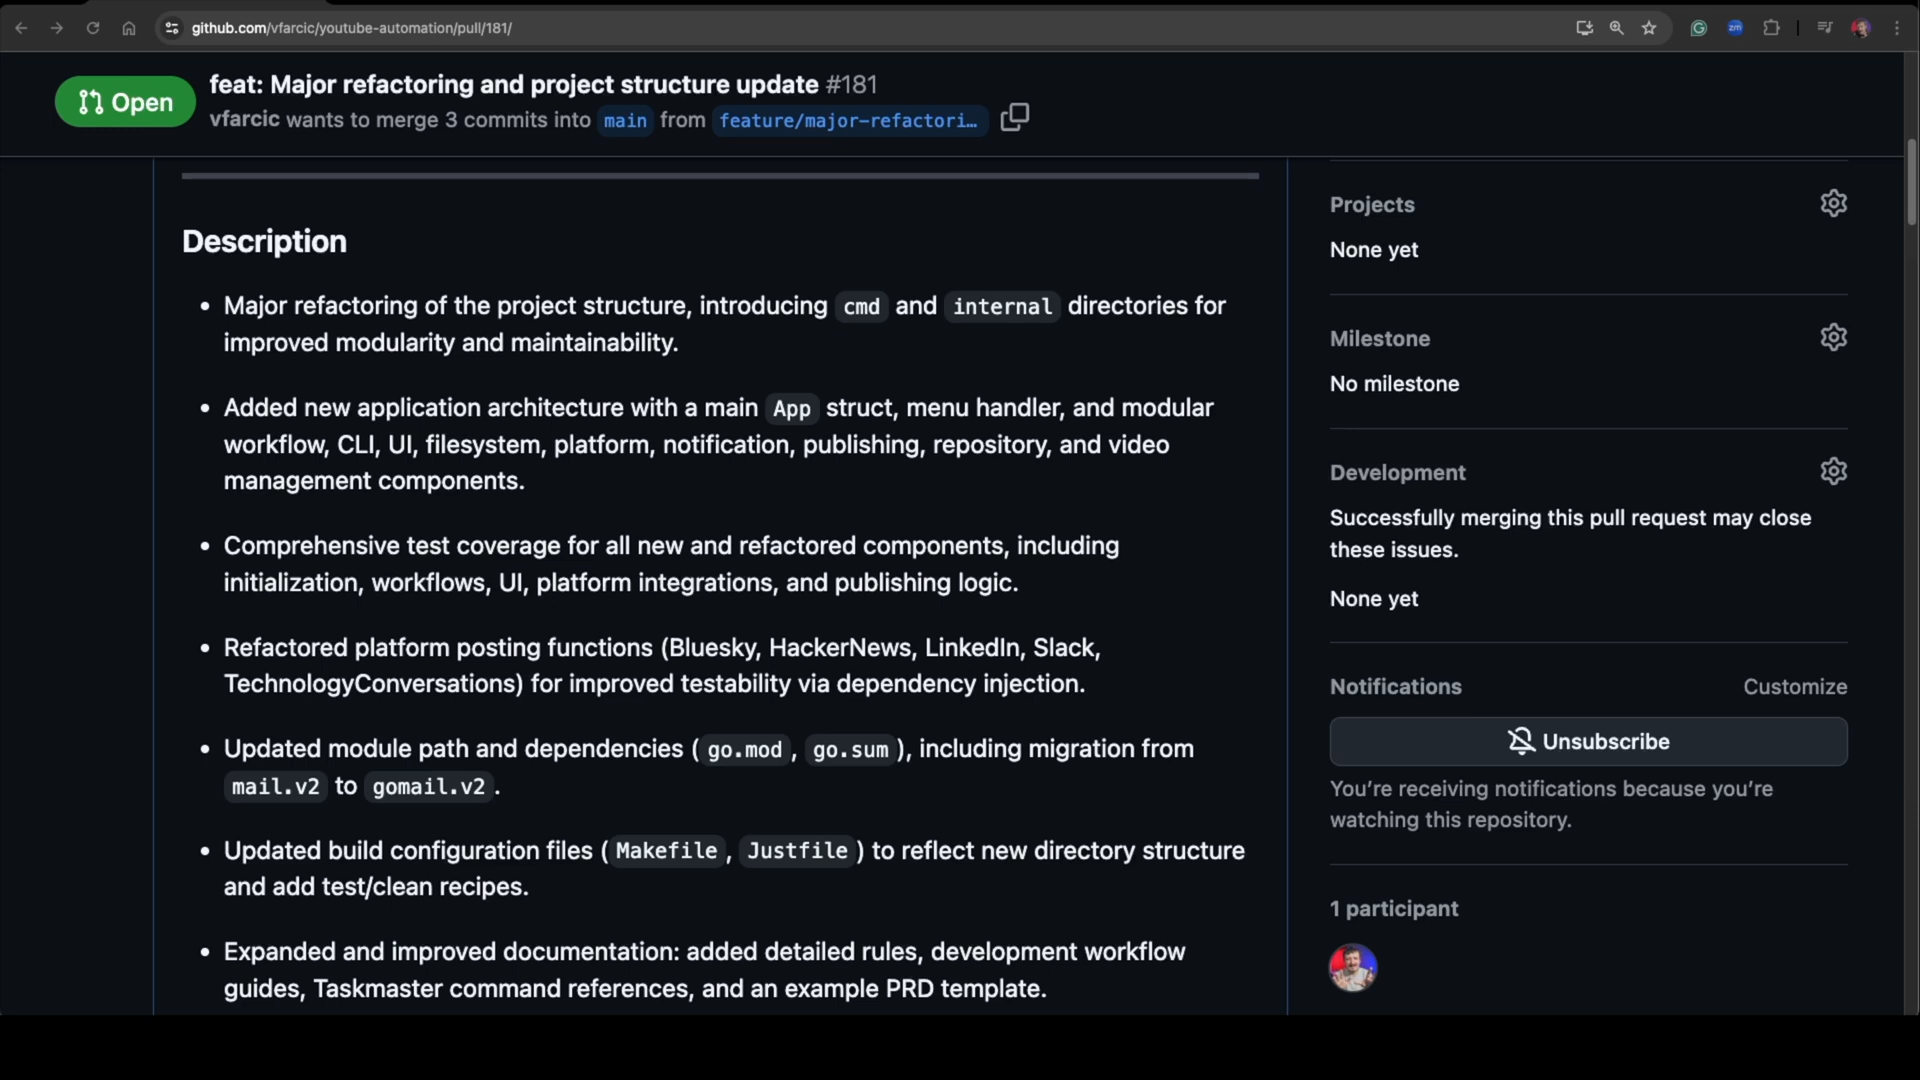 github.com/vfarcic/youtube-automation/pull/181/
Open
feat: Major refactoring and project structure update #181
vfarcic wants to merge 3 commits into main from feature/major-refactori…
Description
• Major refactoring of the project structure, introducing cmd and internal directories for
improved modularity and maintainability.
• Added new application architecture with a main App struct, menu handler, and modular
workflow, CLI, UI, filesystem, platform, notification, publishing, repository, and video
management components.
• Comprehensive test coverage for all new and refactored components, including
initialization, workflows, UI, platform integrations, and publishing logic.
• Refactored platform posting functions (Bluesky, HackerNews, LinkedIn, Slack,
TechnologyConversations) for improved testability via dependency injection.
• Updated module path and dependencies ( go.mod , go.sum ), including migration from
mail.v2 to gomail.v2 .
• Updated build configuration files ( Makefile , Justfile ) to reflect new directory structure
and add test/clean recipes.
• Expanded and improved documentation: added detailed rules, development workflow
guides, Taskmaster command references, and an example PRD template.
Projects
None yet
Milestone
No milestone
Development
Successfully merging this pull request may close
these issues.
None yet
Notifications
Customize
Unsubscribe
You're receiving notifications because you're
watching this repository.
1 participant
zm